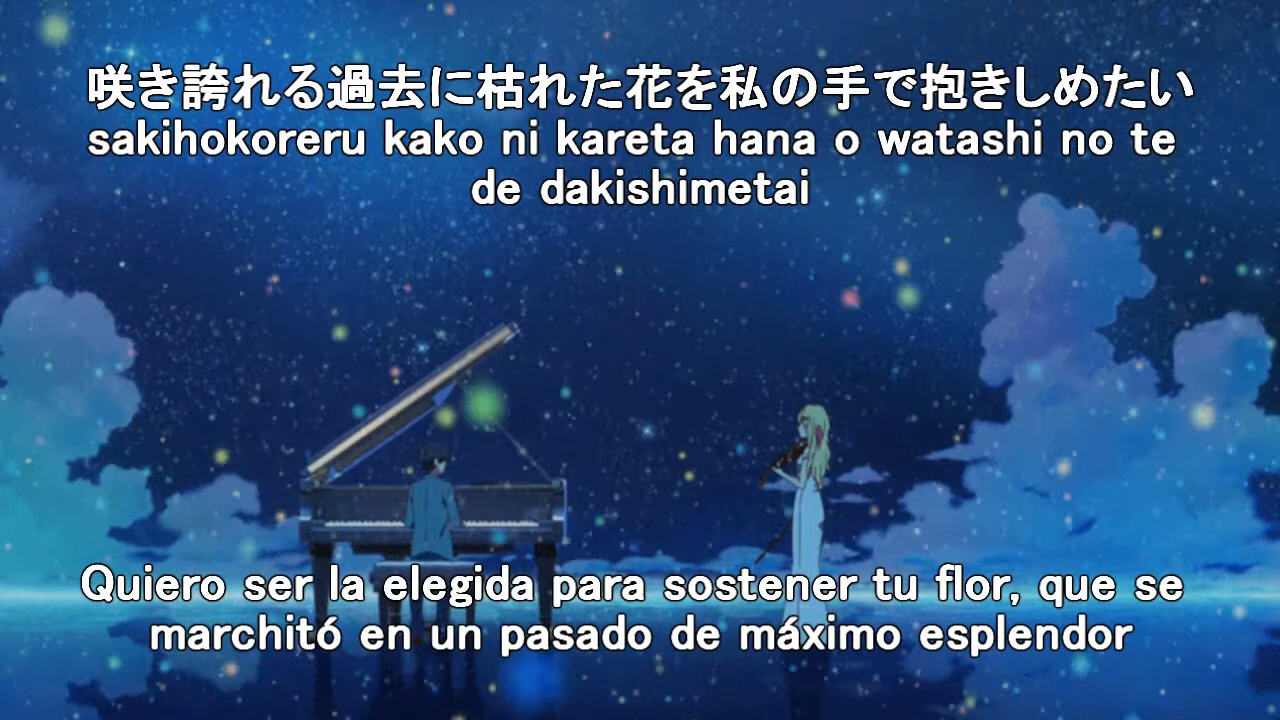 咲き誇れる過去に枯れた花を私の手で抱きしめたい
sakihokoreru kako ni kareta hana o watashi no te
de dakishimetai
Quiero ser la elegida para sostener tu flor, que se
marchitó en un pasado de máximo esplendor